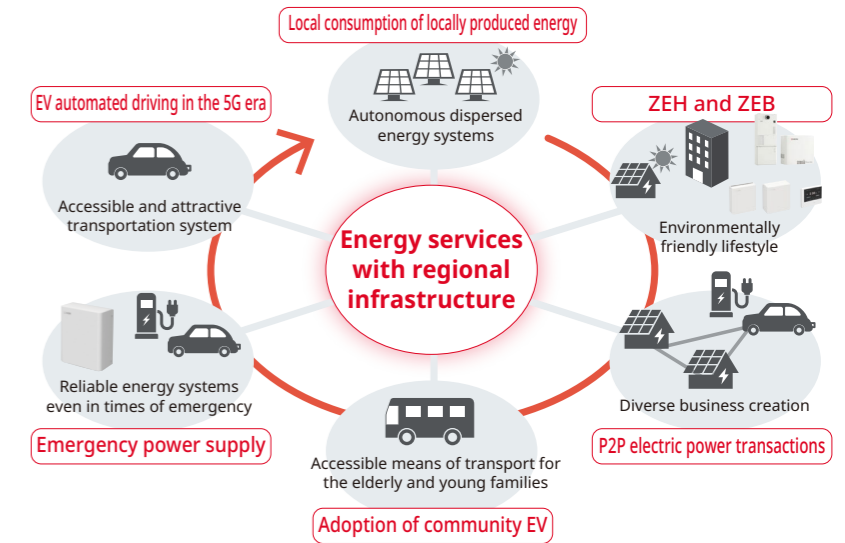 Local consumption of locally produced energy
Autonomous dispersed
energy systems
ZEH and ZEB
Environmentally
friendly lifestyle
Diverse business creation
P2P electric power transactions
Accessible means of transport for
the elderly and young families
Adoption of community EV
Reliable energy systems
even in times of emergency
Emergency power supply
EV automated driving in the 5G era
Accessible and attractive
transportation system
Energy services
with regional
infrastructure